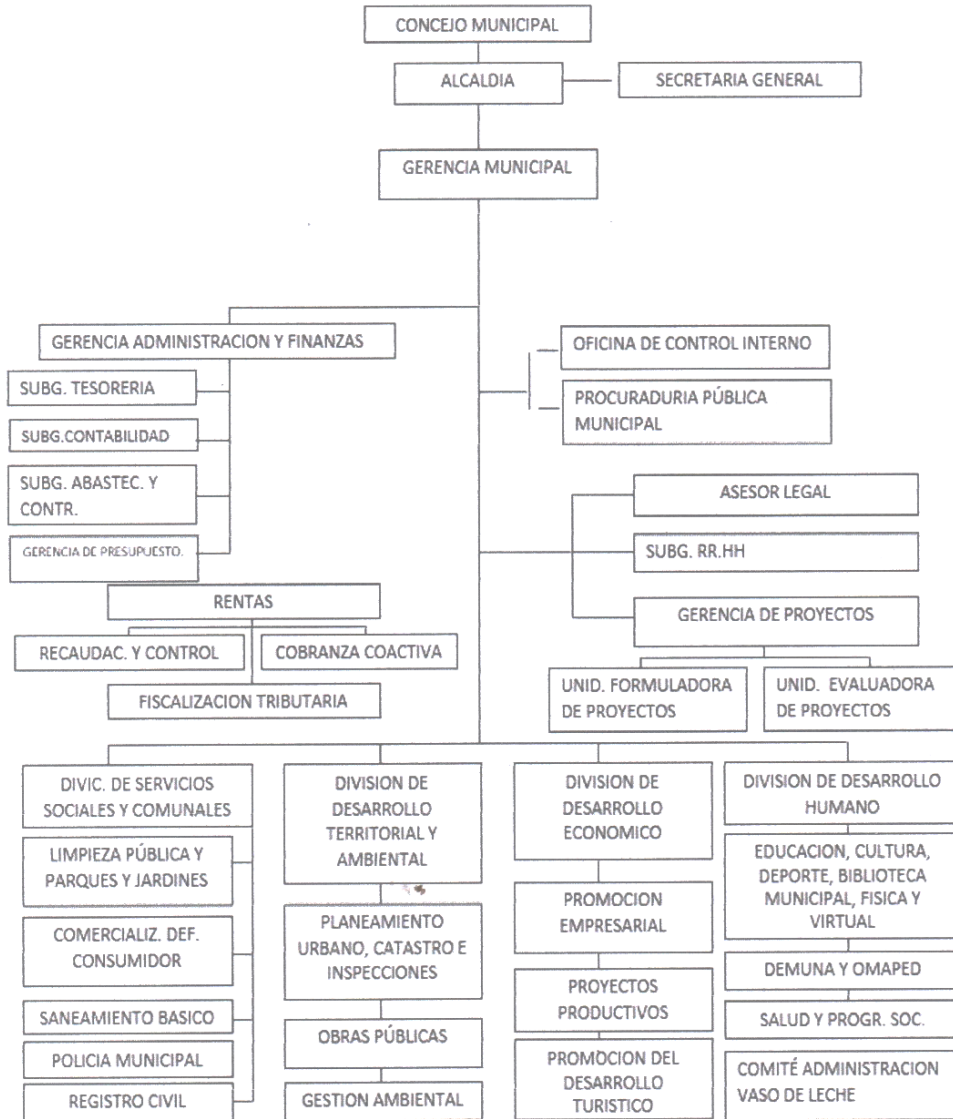 CONCEJO MUNICIPAL
ALCALDIA
SECRETARIA GENERAL
GERENCIA MUNICIPAL
GERENCIA ADMINISTRACION Y FINANZAS
SUBG. TESORERIA
SUBG.CONTABILIDAD
SUBG. ABASTEC. Y
CONTR.
GERENCIA DE PRESUPUESTO.
OFICINA DE CONTROL INTERNO
PROCURADURIA PÚBLICA
MUNICIPAL
ASESOR LEGAL
SUBG. RR.HH
GERENCIA DE PROYECTOS
UNID. FORMULADORA
DE PROYECTOS
UNID. EVALUADORA
DE PROYECTOS
RENTAS
RECAUDAC. Y CONTROL
COBRANZA COACTIVA
FISCALIZACION TRIBUTARIA
DIVIC. DE SERVICIOS
SOCIALES Y COMUNALES
LIMPIEZA PÚBLICA Y
PARQUES Y JARDINES
COMERCIALIZ. DEF.
CONSUMIDOR
SANEAMIENTO BASICO
POLICIA MUNICIPAL
REGISTRO CIVIL
DIVISION DE
DESARROLLO
TERRITORIAL Y
AMBIENTAL
PLANEAMIENTO
URBANO, CATASTRO E
INSPECCIONES
OBRAS PÚBLICAS
GESTION AMBIENTAL
DIVISION DE
DESARROLLO
ECONOMICO
PROMOCION
EMPRESARIAL
PROYECTOS
PRODUCTIVOS
PROMOCION DEL
DESARROLLO
TURISTICO
DIVISION DE DESARROLLO
HUMANO
EDUCACION, CULTURA,
DEPORTE, BIBLIOTECA
MUNICIPAL, FISICA Y
VIRTUAL
DEMUNA Y OMAPED
SALUD Y PROGR. SOC.
COMITÉ ADMINISTRACION
VASO DE LECHE